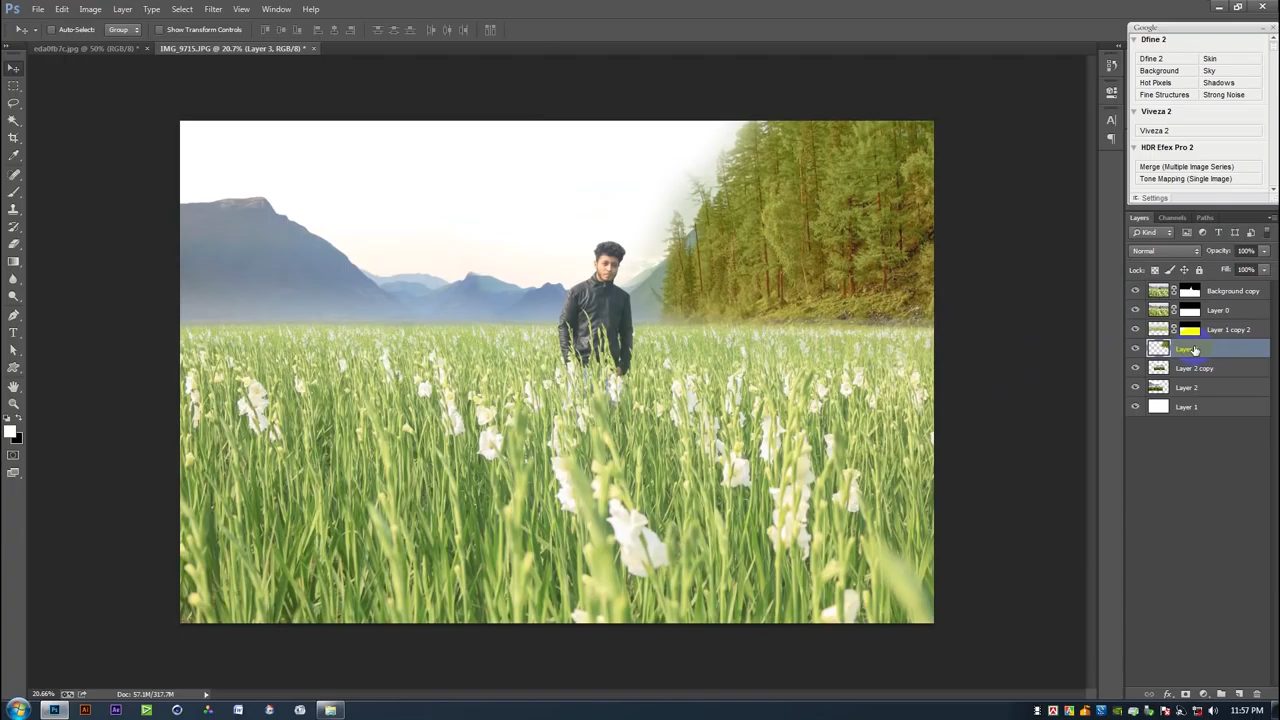 Ps File Edit Image Layer Type Select Filter View Window Help
Auto-Select: Group Show Transform Controls
eda0fb7c.jpg @ 50% (RGB/8) * × IMG_9715.JPG @ 20.7% (Layer 3, RGB/8) * ×
Google
Dfine 2
Dfine 2 Skin
Background Sky
Hot Pixels Shadows
Fine Structures Strong Noise
Viveza 2
Viveza 2
HDR Efex Pro 2
Merge (Multiple Image Series)
Tone Mapping (Single Image)
Settings
Layers Channels Paths
Kind
Normal Opacity: 100%
Lock: Fill: 100%
Background copy
Layer 0
Layer 1 copy 2
Layer
Layer 2 copy
Layer 2
Layer 1
20.66% Doc: 57.1M/317.7M
Ps Ai Ae
11:57 PM